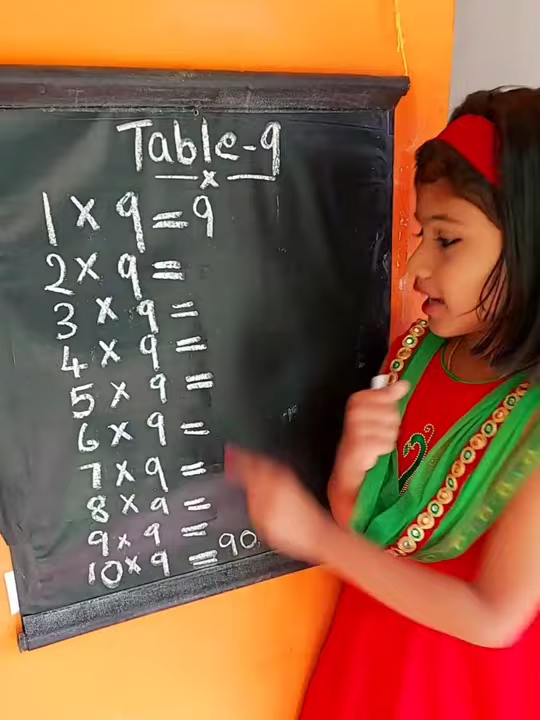 Table-9
x
1 x 9 = 9
2 x 9 =
3 x 9 =
4 x 9 =
5 x 9 =
6 x 9 =
7 x 9 =
8 x 9 =
9 x 9 =
10 x 9 = 90